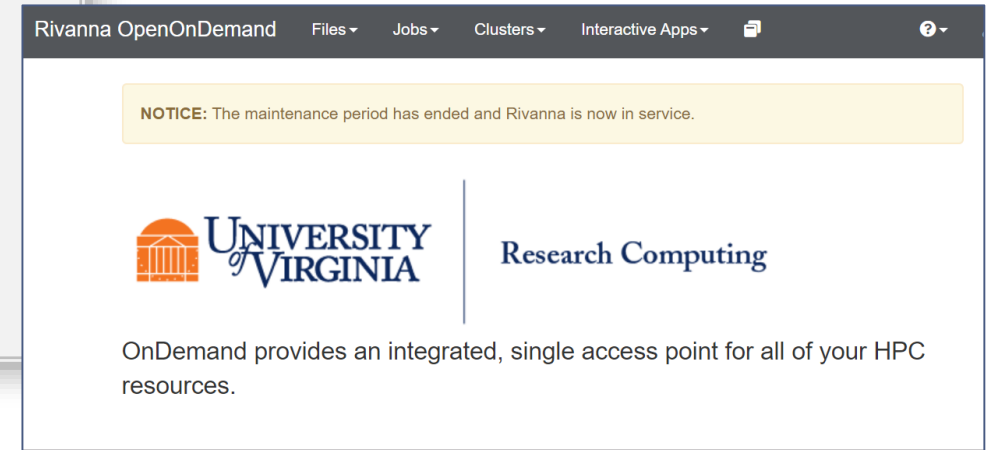 Rivanna OpenOnDemand Files Jobs Clusters Interactive Apps ?
NOTICE: The maintenance period has ended and Rivanna is now in service.
UNIVERSITY
of VIRGINIA
Research Computing
OnDemand provides an integrated, single access point for all of your HPC
resources.